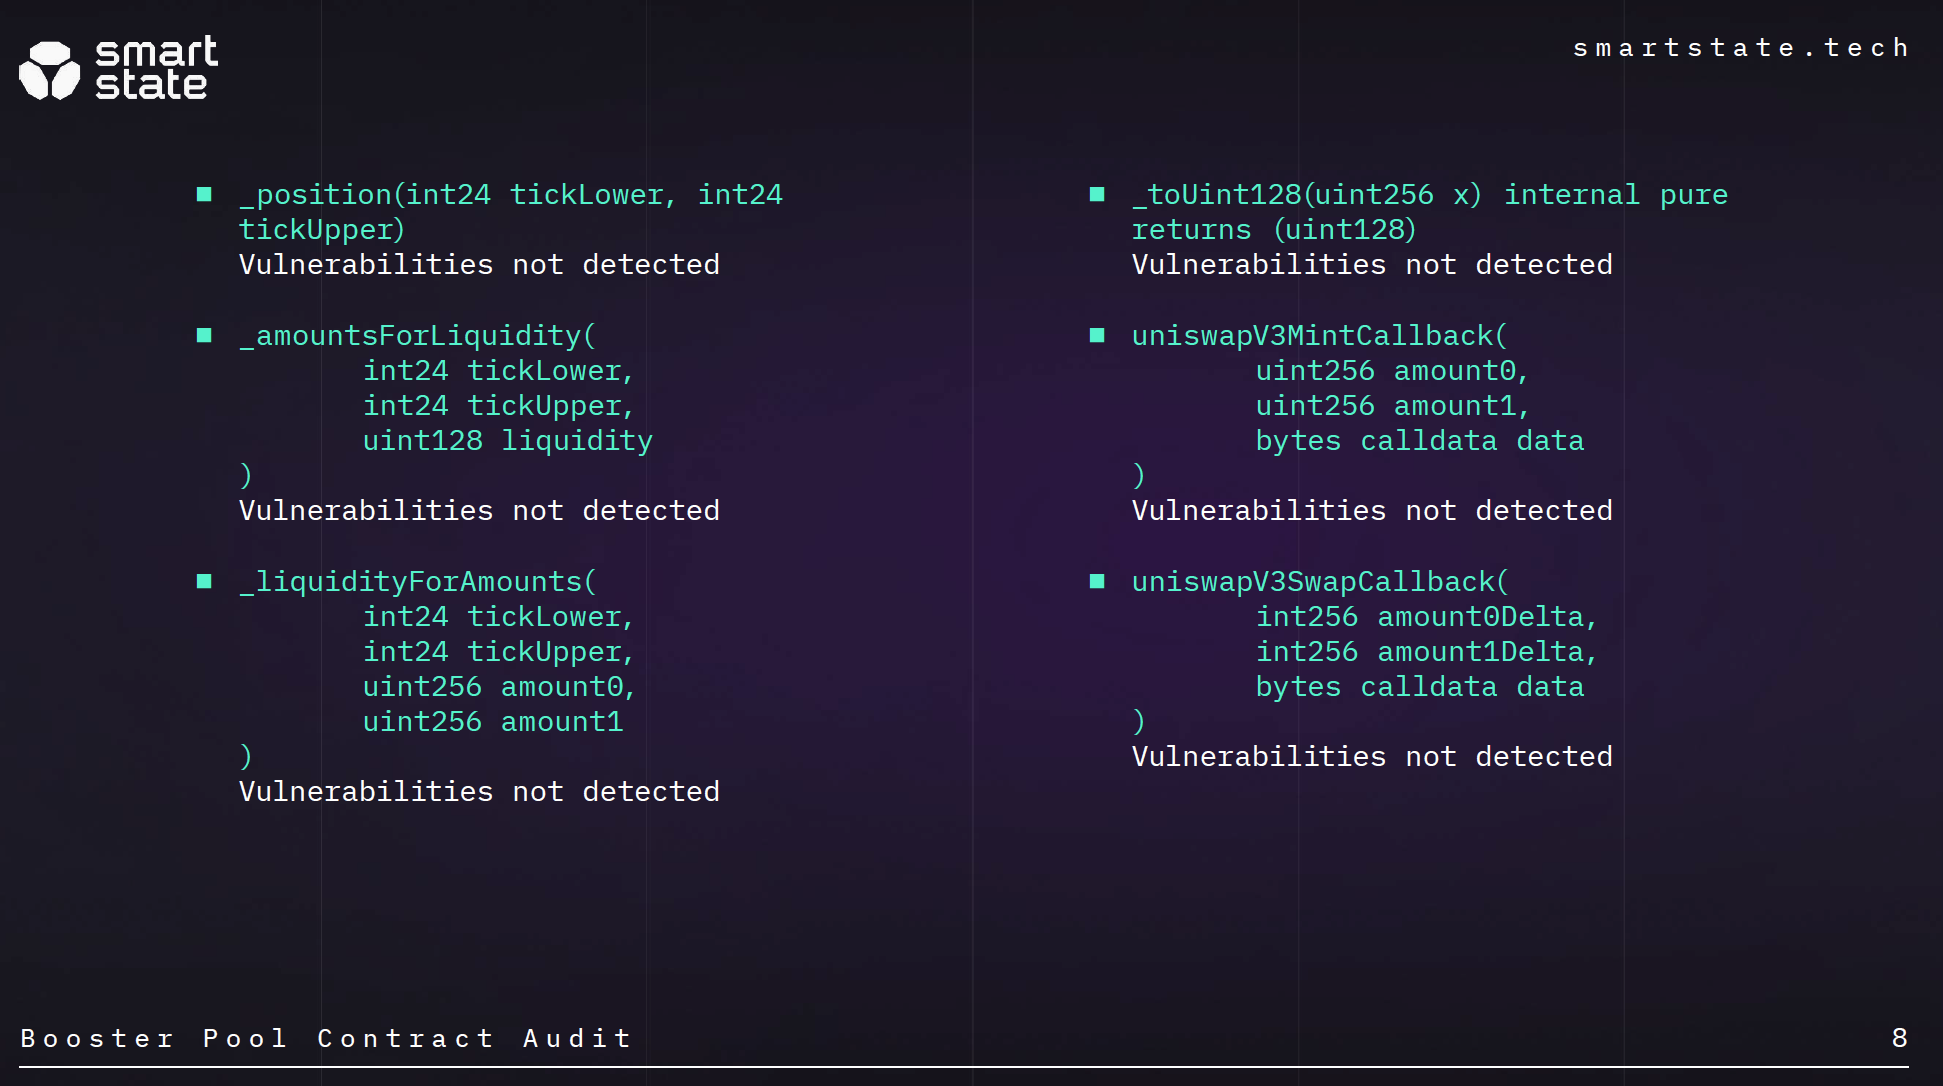 smart
state
smartstate.tech
_position(int24 tickLower, int24
tickUpper)
Vulnerabilities not detected
_amountsForLiquidity(
int24 tickLower,
int24 tickUpper,
uint128 liquidity
)
Vulnerabilities not detected
_liquidityForAmounts(
int24 tickLower,
int24 tickUpper,
uint256 amount0,
uint256 amount1
)
Vulnerabilities not detected
_toUint128(uint256 x) internal pure
returns (uint128)
Vulnerabilities not detected
uniswapV3MintCallback(
uint256 amount0,
uint256 amount1,
bytes calldata data
)
Vulnerabilities not detected
uniswapV3SwapCallback(
int256 amount0Delta,
int256 amount1Delta,
bytes calldata data
)
Vulnerabilities not detected
Booster Pool Contract Audit
8